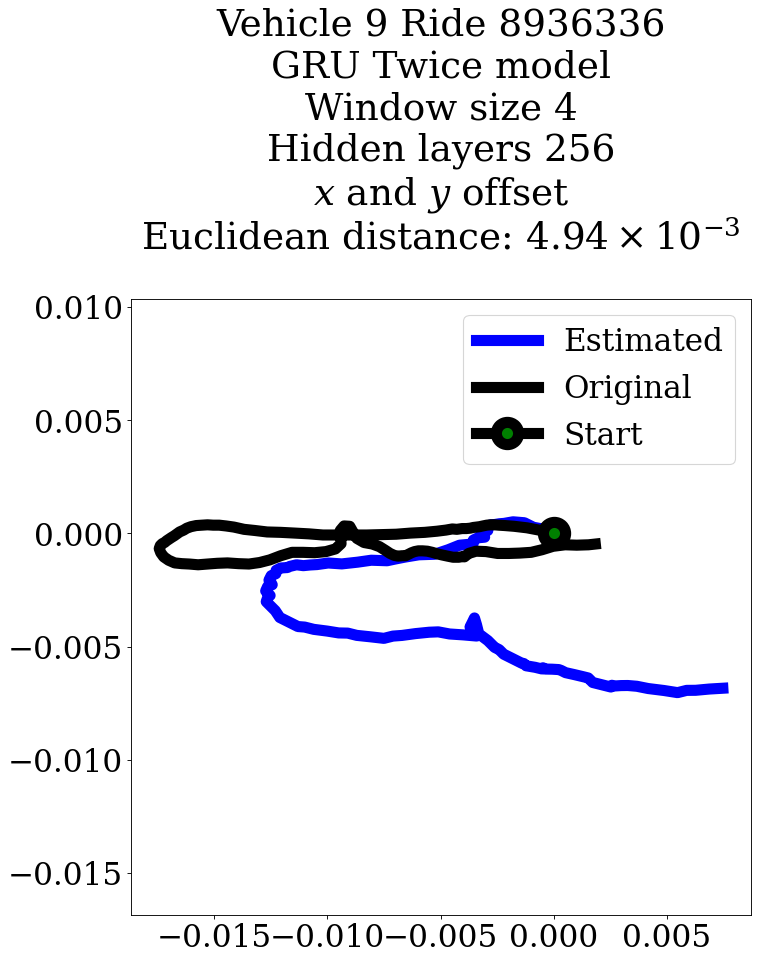 Vehicle 9 Ride 8936336
GRU Twice model
Window size 4
Hidden layers 256
x and y offset
Euclidean distance: 4.94 × 10⁻³
Estimated
Original
Start
0.010
0.005
0.000
−0.005
−0.010
−0.015
−0.015 −0.010 −0.005 0.000 0.005